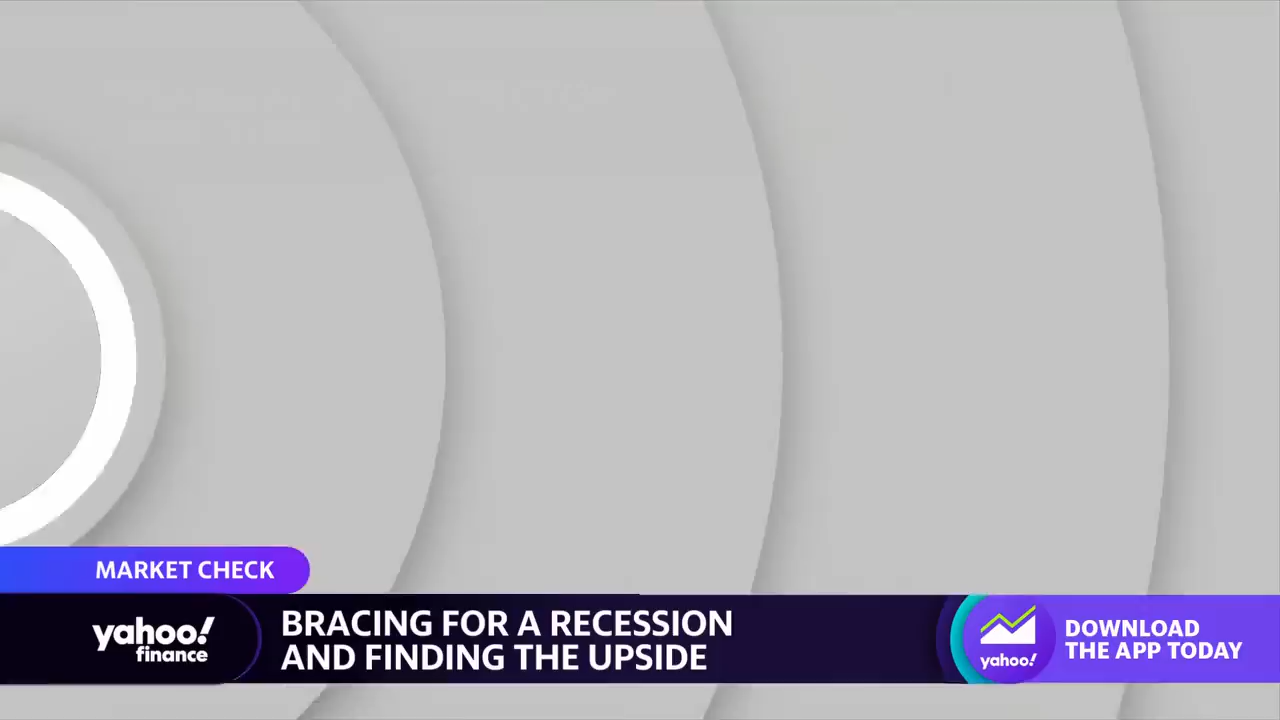 MARKET CHECK
yahoo!
finance
BRACING FOR A RECESSION
AND FINDING THE UPSIDE
yahoo!
DOWNLOAD
THE APP TODAY